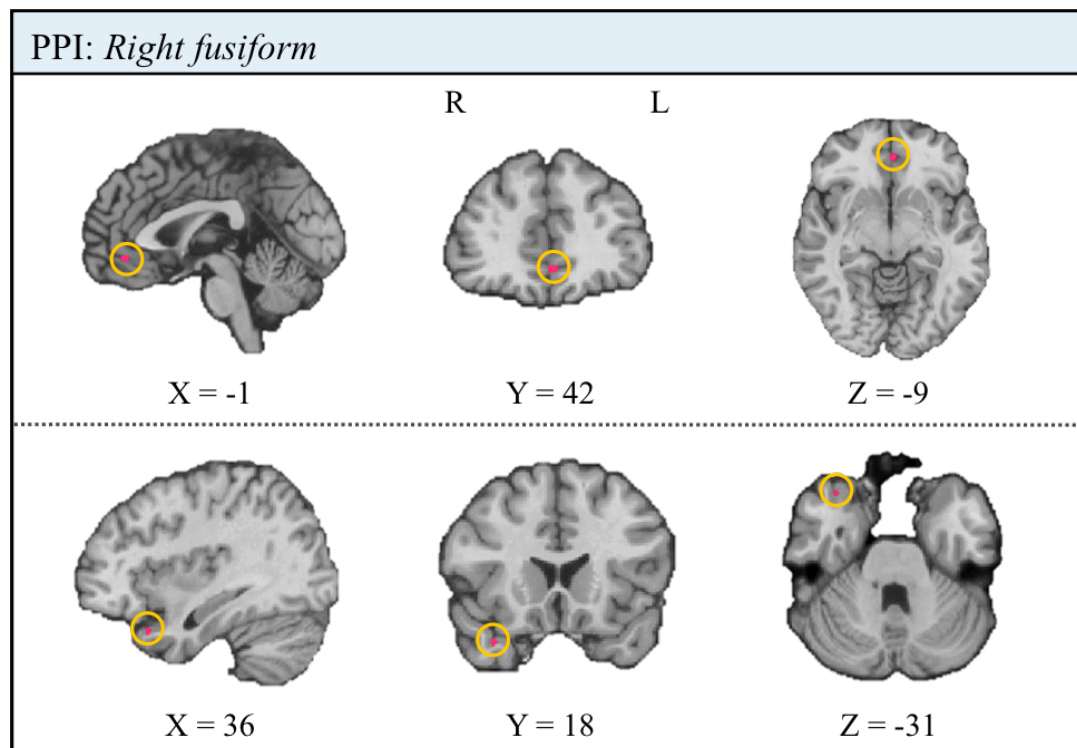 PPI: Right fusiform
R L
X = -1 Y = 42 Z = -9
X = 36 Y = 18 Z = -31